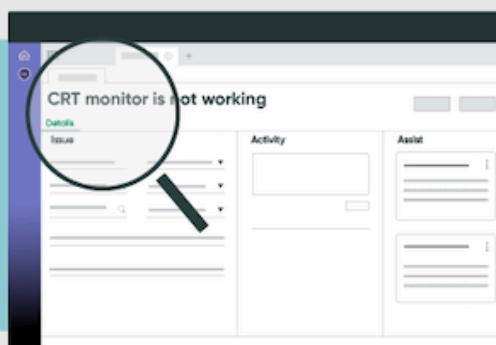 CRT monitor is not working
Details
Issue
Activity
Assist